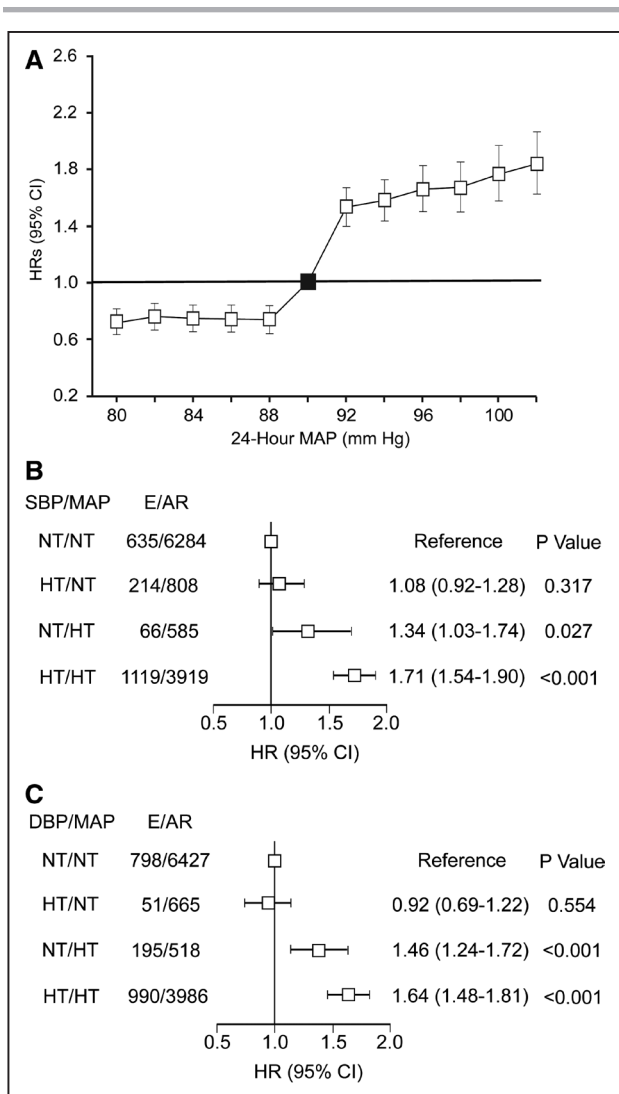 A
2.6
2.2
1.8
1.4
1.0
0.6
0.2
HRs (95% CI)
80 84 88 92 96 100
24-Hour MAP (mm Hg)
B
SBP/MAP E/AR
NT/NT 635/6284 Reference P Value
HT/NT 214/808 1.08 (0.92-1.28) 0.317
NT/HT 66/585 1.34 (1.03-1.74) 0.027
HT/HT 1119/3919 1.71 (1.54-1.90) <0.001
0.5 1.0 1.5 2.0
HR (95% CI)
C
DBP/MAP E/AR
NT/NT 798/6427 Reference P Value
HT/NT 51/665 0.92 (0.69-1.22) 0.554
NT/HT 195/518 1.46 (1.24-1.72) <0.001
HT/HT 990/3986 1.64 (1.48-1.81) <0.001
0.5 1.0 1.5 2.0
HR (95% CI)